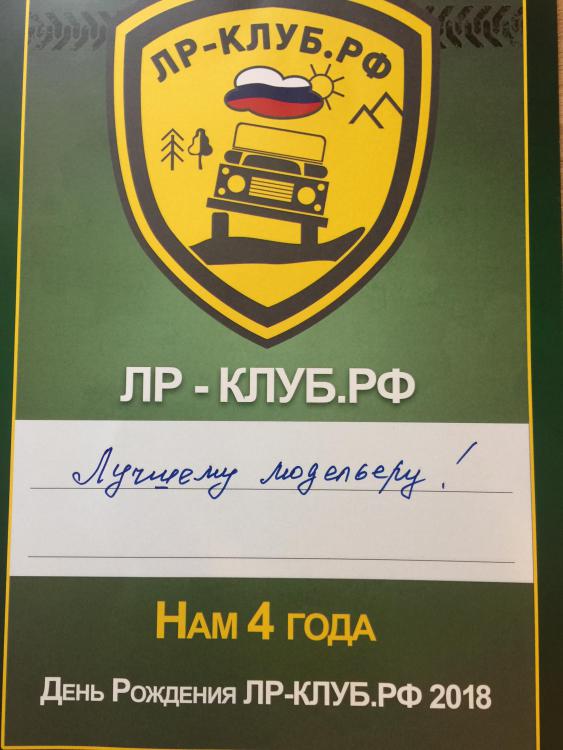 ЛР-КЛУБ.РФ
ЛР - КЛУБ.РФ
Лучшему модельеру!
Нам 4 года
День Рождения ЛР-КЛУБ.РФ 2018